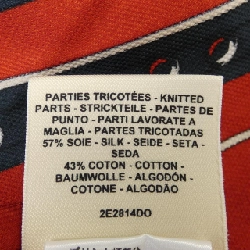 PARTIES TRICOTÉES - KNITTED
PARTS - STRICKTEILE - PARTES DE
PUNTO - PARTI LAVORATE A
MAGLIA - PARTES TRICOTADAS
57% SOIE - SILK - SEIDE - SETA -
SEDA
43% COTON - COTTON -
BAUMWOLLE - ALGODÓN -
COTONE - ALGODÃO
2E2814DO